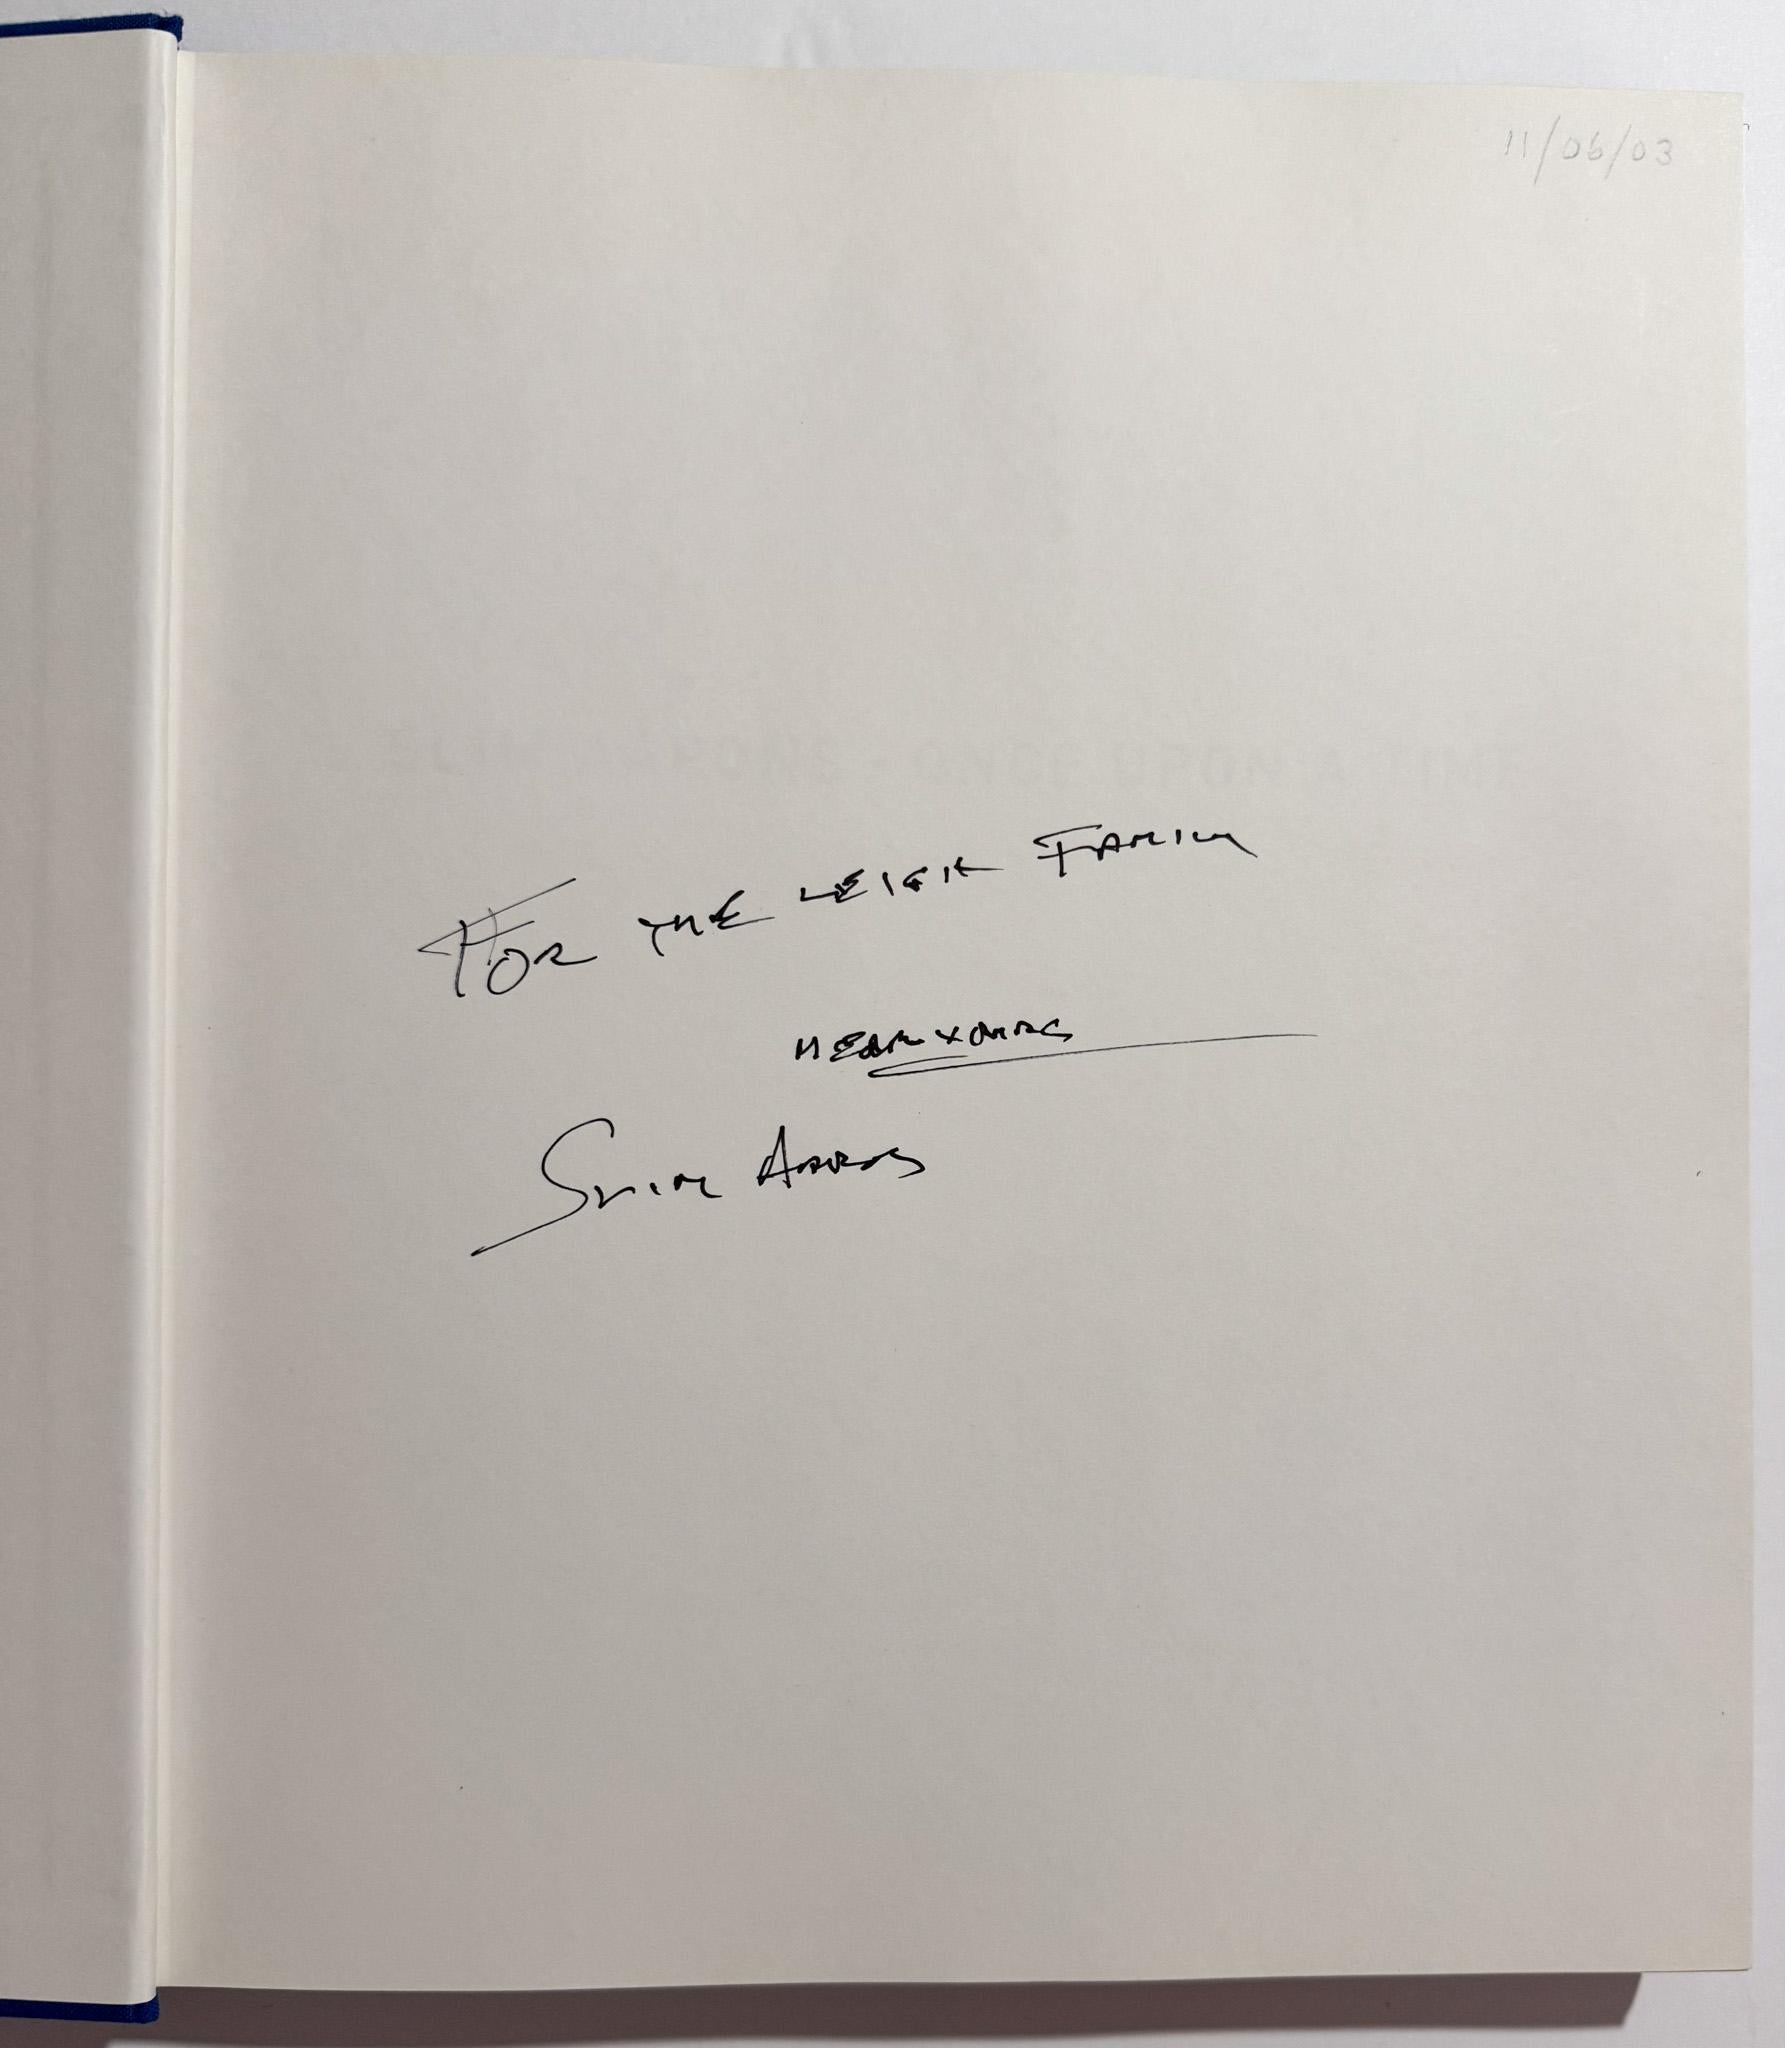 11/06/03
SLIM AARONS · ONCE UPON A TIME
FOR THE LEIGH FAMILY
Slim Aarons